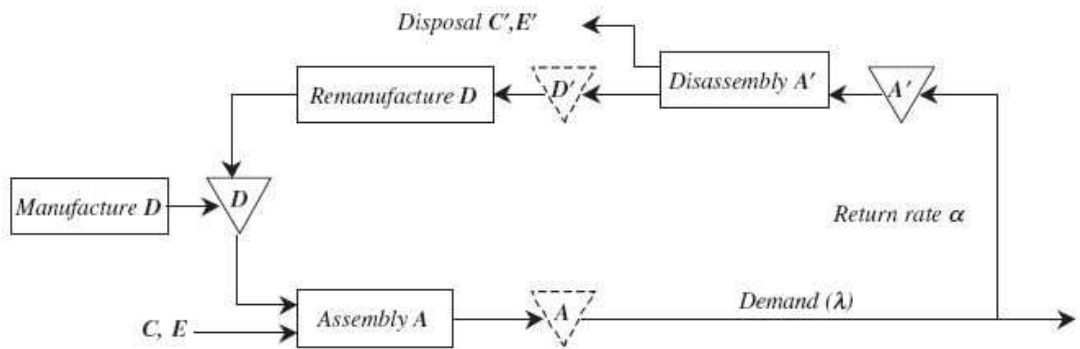 Disposal C′,E′
Disassembly A′
A′
D′
Remanufacture D
Manufacture D
D
Return rate α
Demand (λ)
A
Assembly A
C, E